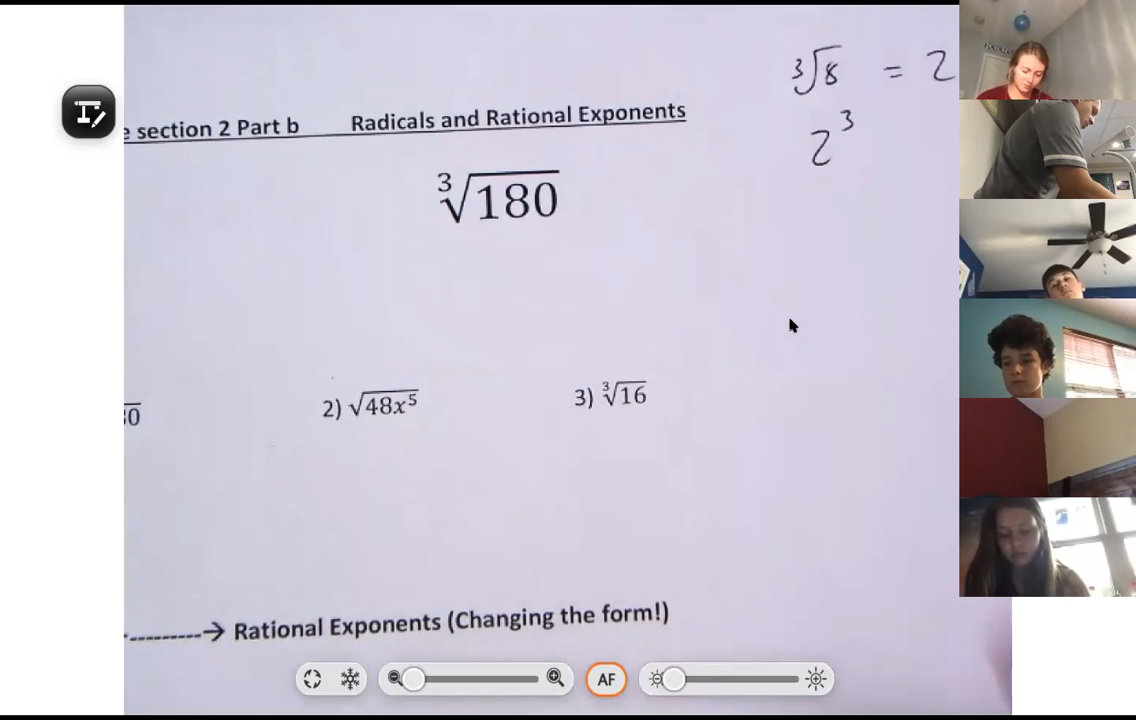 e section 2 Part b Radicals and Rational Exponents
∛8 = 2
2³
∛180
2) √48x⁵
3) ∛16
---------→ Rational Exponents (Changing the form!)
AF